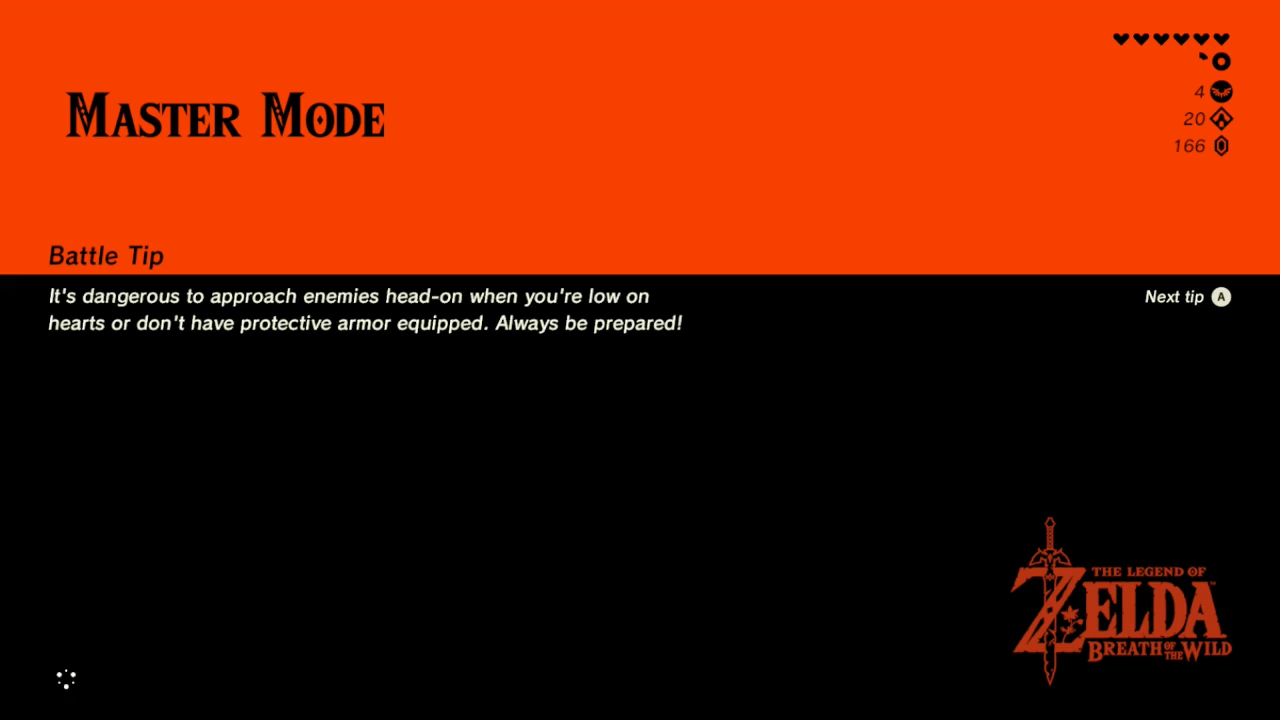 Master Mode
4
20
166
Battle Tip
It's dangerous to approach enemies head-on when you're low on
hearts or don't have protective armor equipped. Always be prepared!
Next tip A
THE LEGEND OF
ZELDA
BREATH OF THE WILD